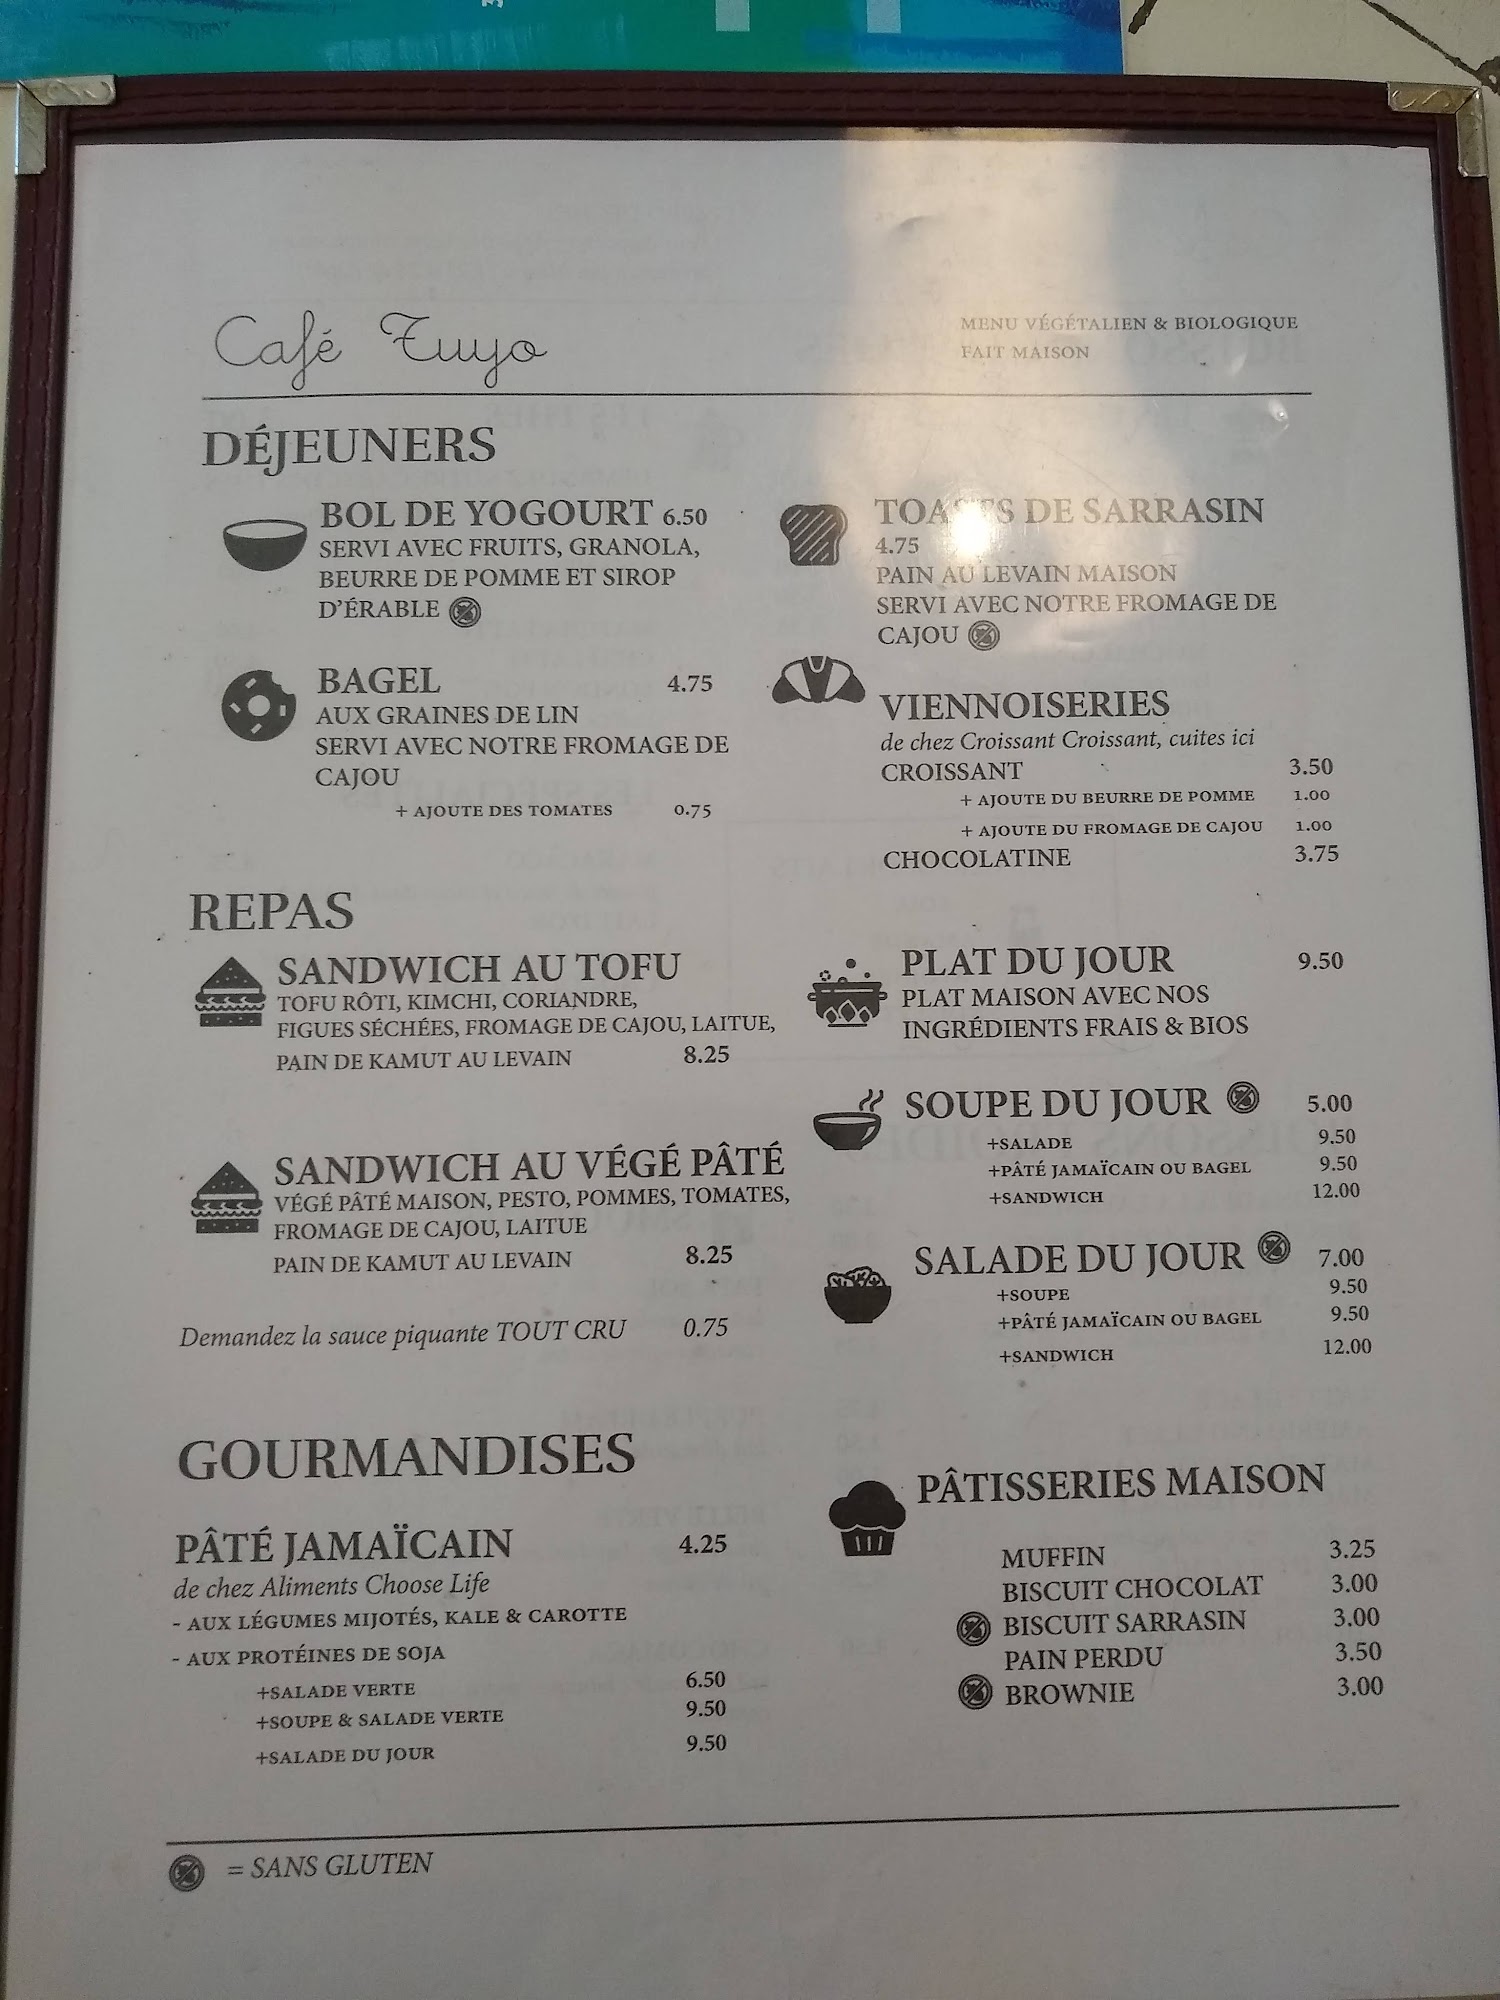 Café Tuyo
MENU VÉGÉTALIEN & BIOLOGIQUE
FAIT MAISON
DÉJEUNERS
BOL DE YOGOURT 6.50
SERVI AVEC FRUITS, GRANOLA,
BEURRE DE POMME ET SIROP
D'ÉRABLE
BAGEL 4.75
AUX GRAINES DE LIN
SERVI AVEC NOTRE FROMAGE DE
CAJOU
+ AJOUTE DES TOMATES 0.75
TOASTS DE SARRASIN
4.75
PAIN AU LEVAIN MAISON
SERVI AVEC NOTRE FROMAGE DE
CAJOU
VIENNOISERIES
de chez Croissant Croissant, cuites ici
CROISSANT 3.50
+ AJOUTE DU BEURRE DE POMME 1.00
+ AJOUTE DU FROMAGE DE CAJOU 1.00
CHOCOLATINE 3.75
REPAS
SANDWICH AU TOFU
TOFU RÔTI, KIMCHI, CORIANDRE,
FIGUES SÉCHÉES, FROMAGE DE CAJOU, LAITUE,
PAIN DE KAMUT AU LEVAIN 8.25
SANDWICH AU VÉGÉ PÂTÉ
VÉGÉ PÂTÉ MAISON, PESTO, POMMES, TOMATES,
FROMAGE DE CAJOU, LAITUE
PAIN DE KAMUT AU LEVAIN 8.25
Demandez la sauce piquante TOUT CRU 0.75
PLAT DU JOUR 9.50
PLAT MAISON AVEC NOS
INGRÉDIENTS FRAIS & BIOS
SOUPE DU JOUR 5.00
+SALADE 9.50
+PÂTÉ JAMAÏCAIN OU BAGEL 9.50
+SANDWICH 12.00
SALADE DU JOUR 7.00
+SOUPE 9.50
+PÂTÉ JAMAÏCAIN OU BAGEL 9.50
+SANDWICH 12.00
GOURMANDISES
PÂTÉ JAMAÏCAIN 4.25
de chez Aliments Choose Life
- AUX LÉGUMES MIJOTÉS, KALE & CAROTTE
- AUX PROTÉINES DE SOJA
+SALADE VERTE 6.50
+SOUPE & SALADE VERTE 9.50
+SALADE DU JOUR 9.50
PÂTISSERIES MAISON
MUFFIN 3.25
BISCUIT CHOCOLAT 3.00
BISCUIT SARRASIN 3.00
PAIN PERDU 3.50
BROWNIE 3.00
= SANS GLUTEN